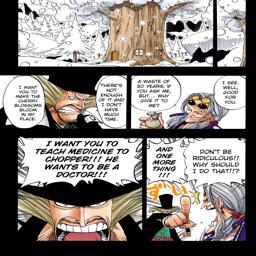 I SEE.
WELL,
GOOD
FOR YOU.
A WASTE OF
30 YEARS, IF
YOU ASK ME,
BUT... WHY
GIVE IT TO
ME?
THERE'S
NOT
ENOUGH
OF IT AND
I DON'T
HAVE
MUCH
TIME.
I WANT
YOU TO
MAKE THE
CHERRY
BLOSSOMS
BLOOM IN
MY PLACE.
DON'T BE
RIDICULOUS!!
WHY SHOULD
I DO THAT!?
AND
ONE
MORE
THING
!!!
I WANT YOU TO
TEACH MEDICINE TO
CHOPPER!!! HE
WANTS TO BE A
DOCTOR!!!